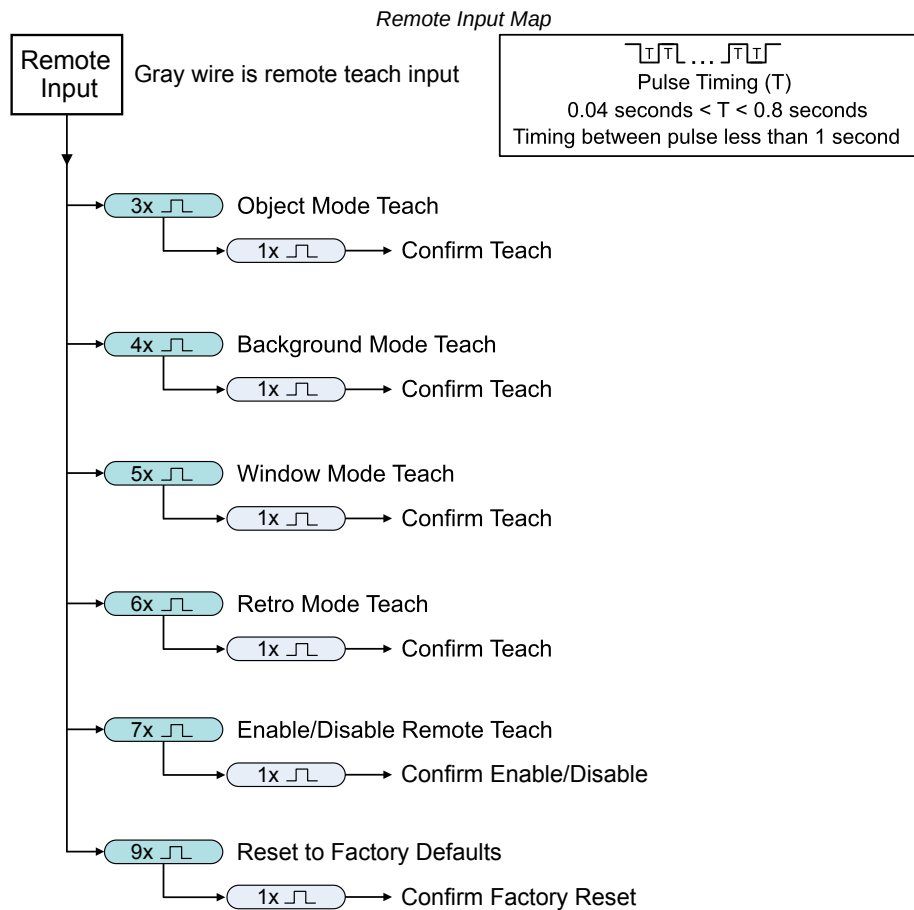 Remote Input Map
Remote
Input
Gray wire is remote teach input
T T ... T T
Pulse Timing (T)
0.04 seconds < T < 0.8 seconds
Timing between pulse less than 1 second
3x Object Mode Teach
1x Confirm Teach
4x Background Mode Teach
1x Confirm Teach
5x Window Mode Teach
1x Confirm Teach
6x Retro Mode Teach
1x Confirm Teach
7x Enable/Disable Remote Teach
1x Confirm Enable/Disable
9x Reset to Factory Defaults
1x Confirm Factory Reset